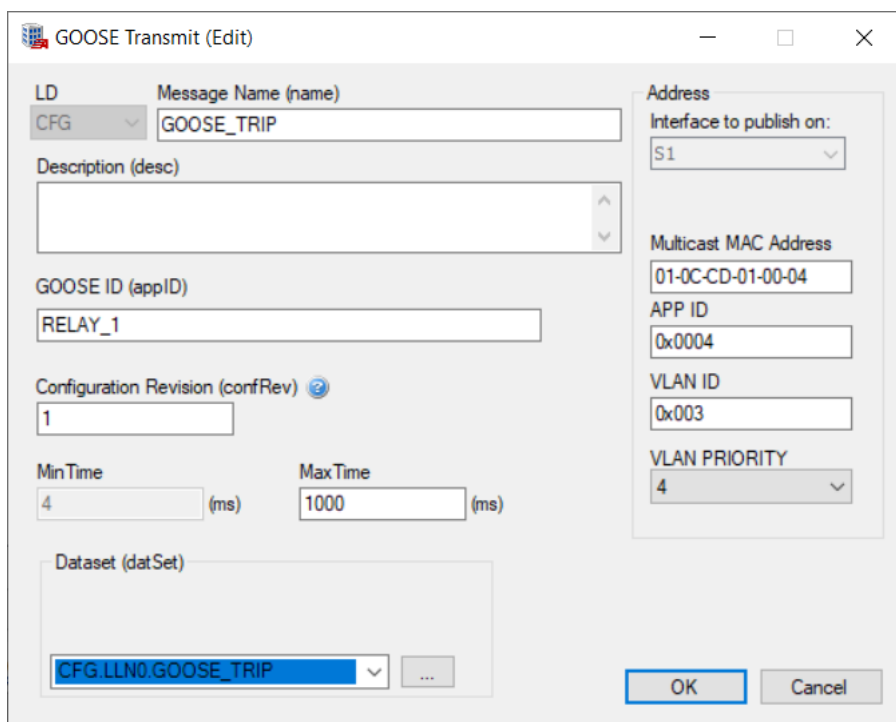 GOOSE Transmit (Edit)
LD
Message Name (name)
CFG
GOOSE_TRIP
Description (desc)
GOOSE ID (appID)
RELAY_1
Configuration Revision (confRev) ?
1
MinTime
MaxTime
4
(ms)
1000
(ms)
Dataset (datSet)
CFG.LLN0.GOOSE_TRIP
...
Address
Interface to publish on:
S1
Multicast MAC Address
01-0C-CD-01-00-04
APP ID
0x0004
VLAN ID
0x003
VLAN PRIORITY
4
OK
Cancel